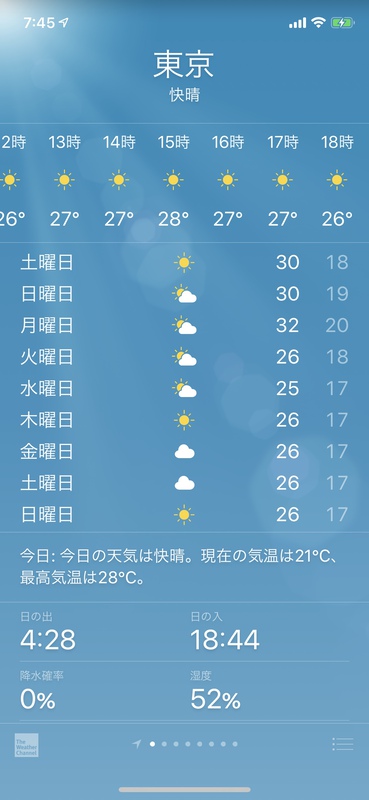 7:45
東京
快晴
2時 13時 14時 15時 16時 17時 18時
26° 27° 27° 28° 27° 27° 26°
土曜日 30 18
日曜日 30 19
月曜日 32 20
火曜日 26 18
水曜日 25 17
木曜日 26 17
金曜日 26 17
土曜日 26 17
日曜日 26 17
今日: 今日の天気は快晴。現在の気温は21°C、
最高気温は28°C。
日の出 日の入
4:28 18:44
降水確率 湿度
0% 52%
The
Weather
Channel